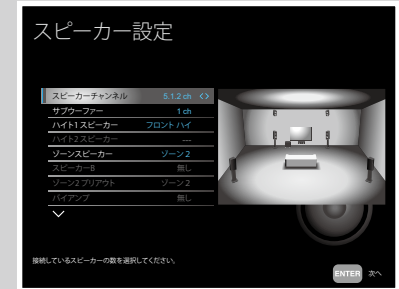 スピーカー設定
スピーカーチャンネル 5.1.2 ch
サブウーファー 1 ch
ハイト1 スピーカー フロント ハイ
ハイト2 スピーカー ---
ゾーンスピーカー ゾーン 2
スピーカーB 無し
ゾーン2 プリアウト ゾーン 2
バイアンプ 無し
接続しているスピーカーの数を選択してください。
ENTER 次へ